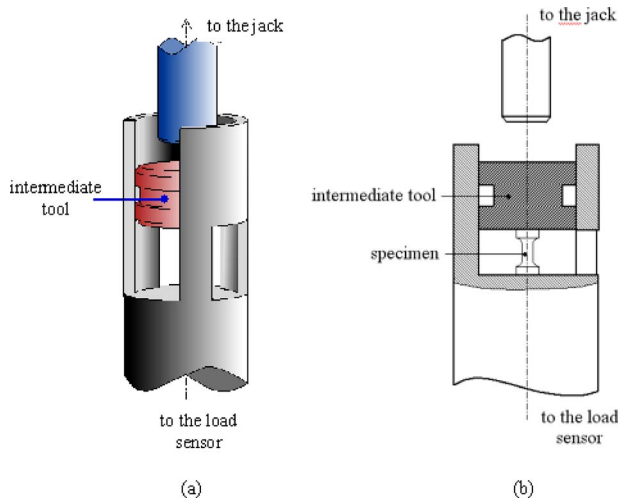 to the jack
intermediate
tool
to the load
sensor
(a)
to the jack
intermediate tool
specimen
to the load
sensor
(b)